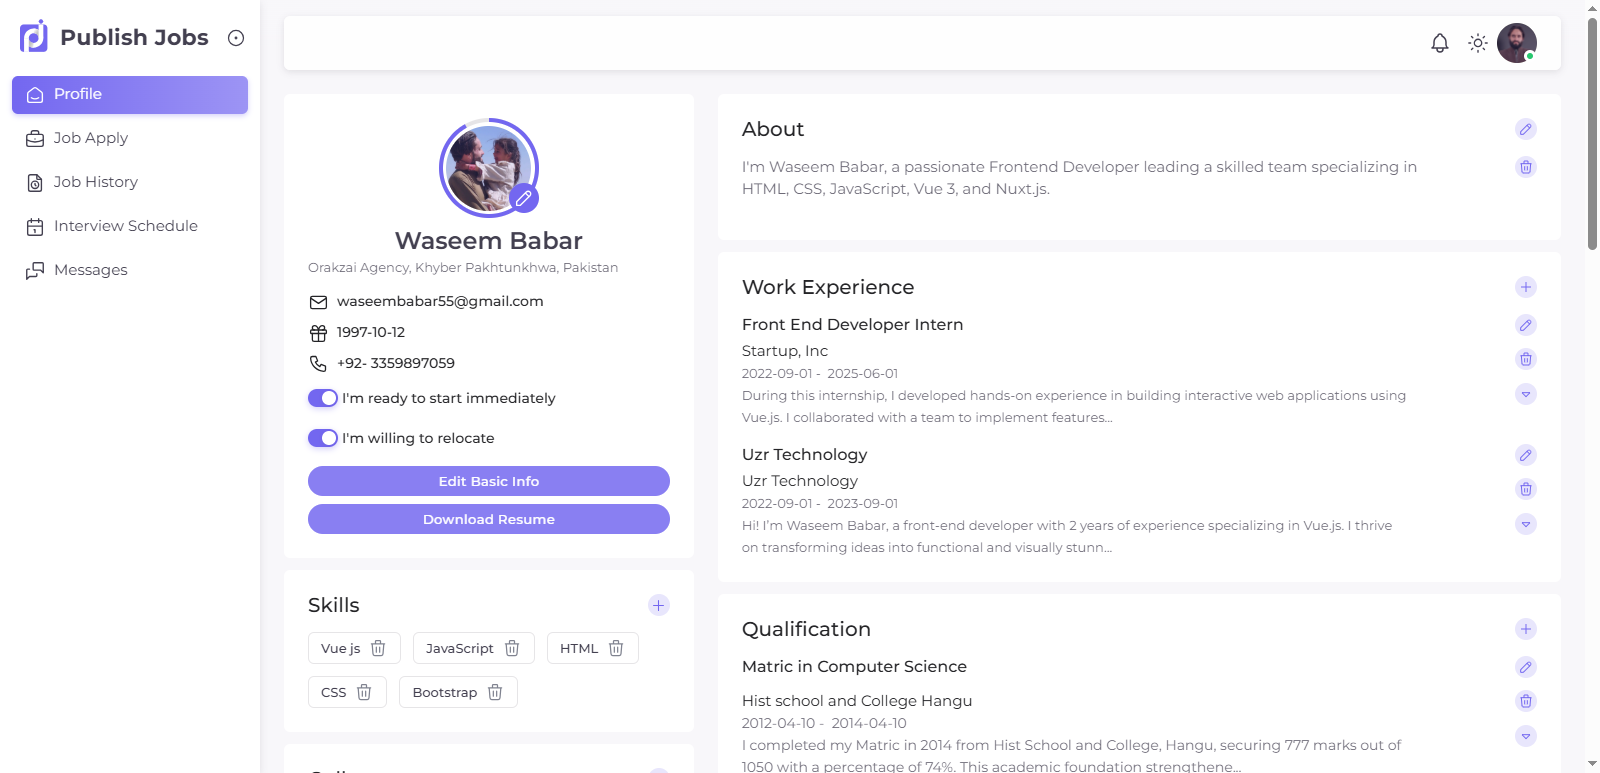 Publish Jobs
Profile
Job Apply
Job History
Interview Schedule
Messages
Waseem Babar
Orakzai Agency, Khyber Pakhtunkhwa, Pakistan
waseembabar55@gmail.com
1997-10-12
+92- 3359897059
I'm ready to start immediately
I'm willing to relocate
Edit Basic Info
Download Resume
Skills
Vue js
JavaScript
HTML
CSS
Bootstrap
About
I'm Waseem Babar, a passionate Frontend Developer leading a skilled team specializing in
HTML, CSS, JavaScript, Vue 3, and Nuxt.js.
Work Experience
Front End Developer Intern
Startup, Inc
2022-09-01 - 2025-06-01
During this internship, I developed hands-on experience in building interactive web applications using
Vue.js. I collaborated with a team to implement features...
Uzr Technology
Uzr Technology
2022-09-01 - 2023-09-01
Hi! I’m Waseem Babar, a front-end developer with 2 years of experience specializing in Vue.js. I thrive
on transforming ideas into functional and visually stunn...
Qualification
Matric in Computer Science
Hist school and College Hangu
2012-04-10 - 2014-04-10
I completed my Matric in 2014 from Hist School and College, Hangu, securing 777 marks out of
1050 with a percentage of 74%. This academic foundation strengthene...